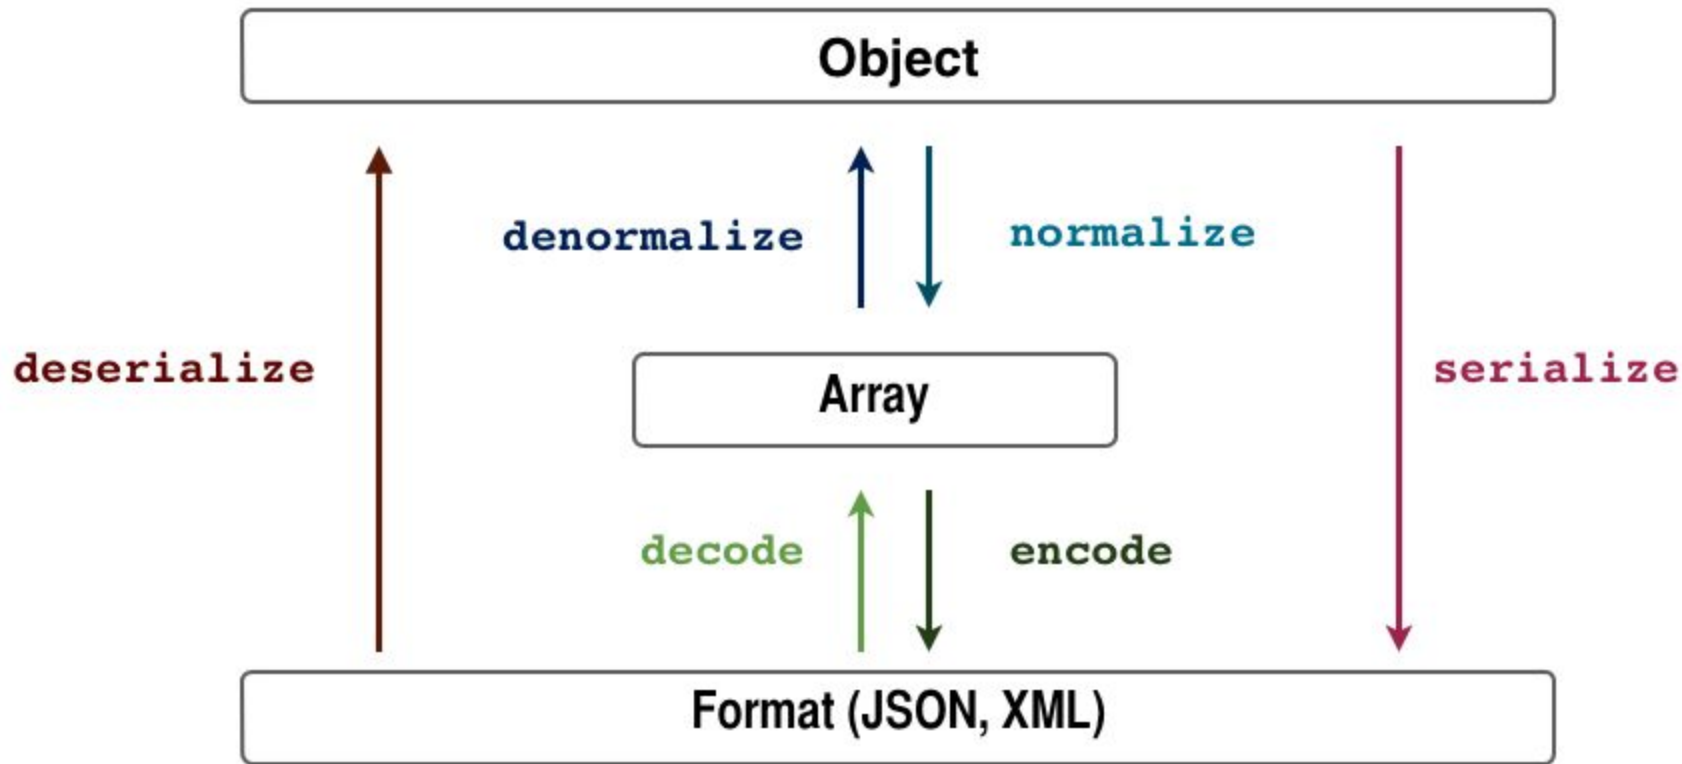 Object
denormalize
normalize
deserialize
Array
serialize
decode
encode
Format (JSON, XML)